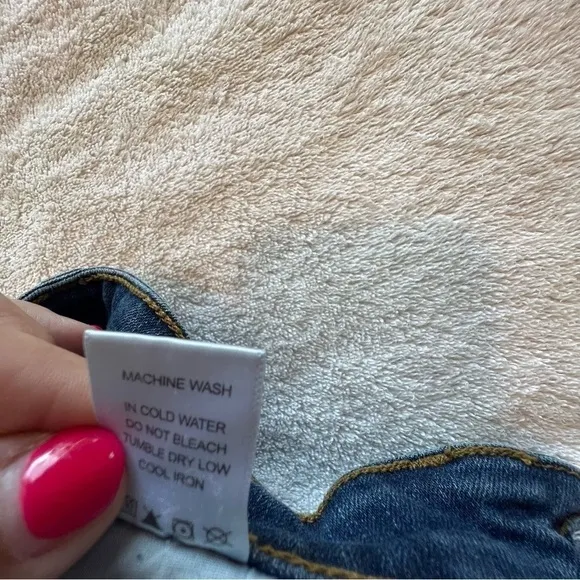 MACHINE WASH
IN COLD WATER
DO NOT BLEACH
TUMBLE DRY LOW
COOL IRON